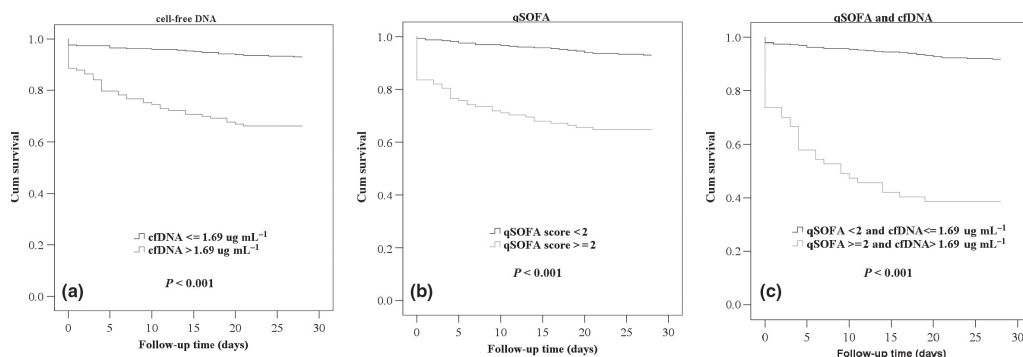 cell-free DNA
Cum survival
1.0
0.8
0.6
0.4
0.2
0.0
cfDNA <= 1.69 ug mL⁻¹
cfDNA > 1.69 ug mL⁻¹
P < 0.001
(a)
0 5 10 15 20 25 30
Follow-up time (days)
qSOFA
Cum survival
1.0
0.8
0.6
0.4
0.2
0.0
qSOFA score < 2
qSOFA score >= 2
P < 0.001
(b)
0 5 10 15 20 25 30
Follow-up time (days)
qSOFA and cfDNA
Cum survival
1.0
0.8
0.6
0.4
0.2
0.0
qSOFA <2 and cfDNA<= 1.69 ug mL⁻¹
qSOFA >=2 and cfDNA> 1.69 ug mL⁻¹
P < 0.001
(c)
0 5 10 15 20 25 30
Follow-up time (days)